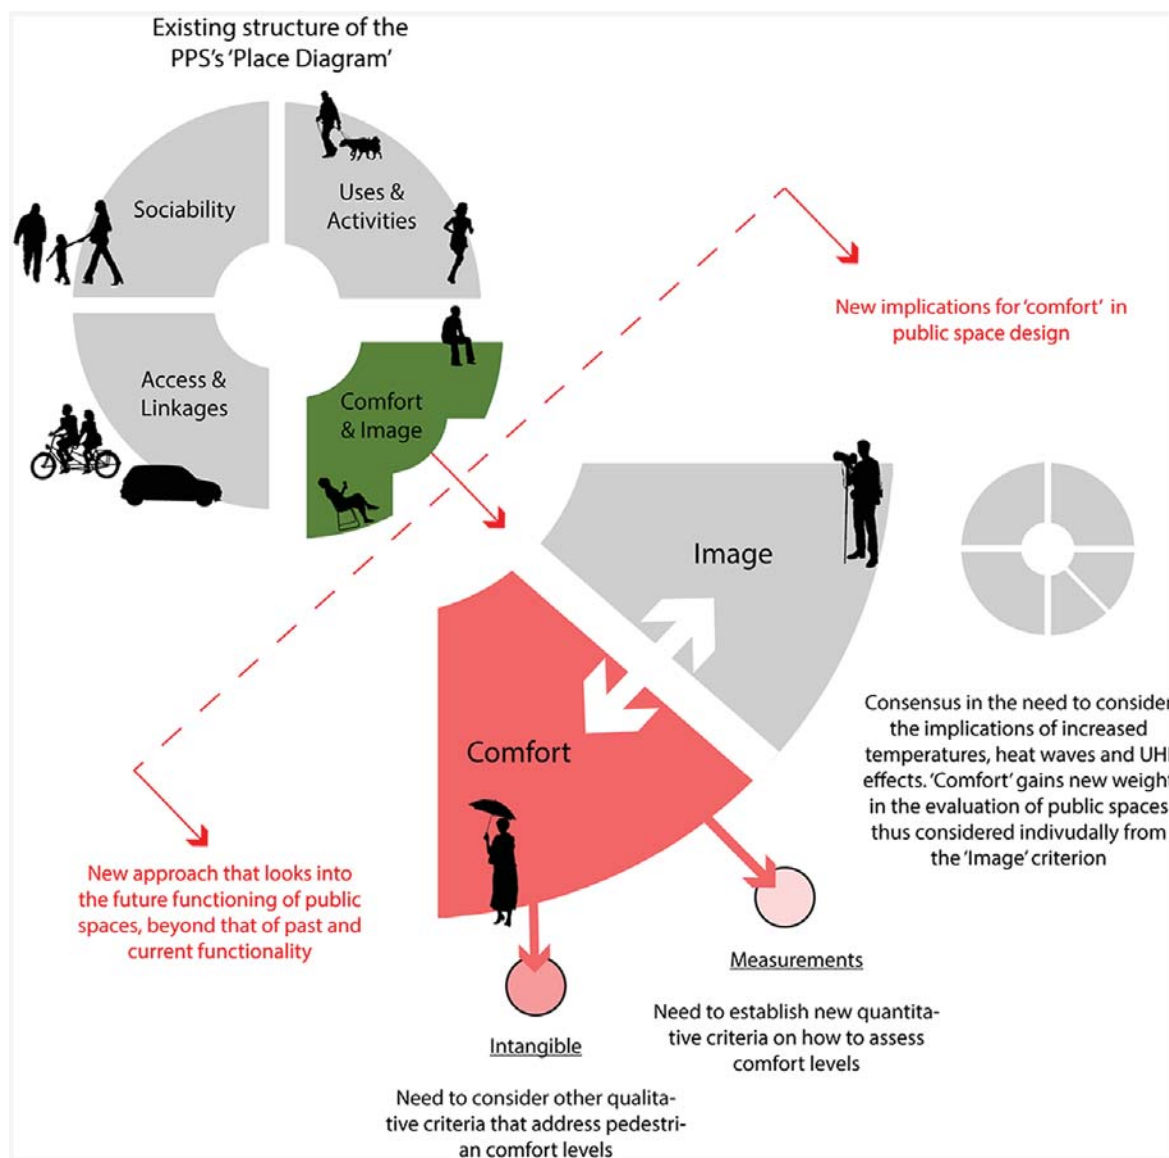 Existing structure of the
PPS's 'Place Diagram'
Sociability
Uses &
Activities
Access &
Linkages
Comfort
& Image
New implications for 'comfort' in
public space design
Image
Comfort
Consensus in the need to consider
the implications of increased
temperatures, heat waves and UHI
effects. 'Comfort' gains new weight
in the evaluation of public spaces
thus considered indivudally from
the 'Image' criterion
New approach that looks into
the future functioning of public
spaces, beyond that of past and
current functionality
Measurements
Need to establish new quantita-
tive criteria on how to assess
comfort levels
Intangible
Need to consider other qualita-
tive criteria that address pedestri-
an comfort levels